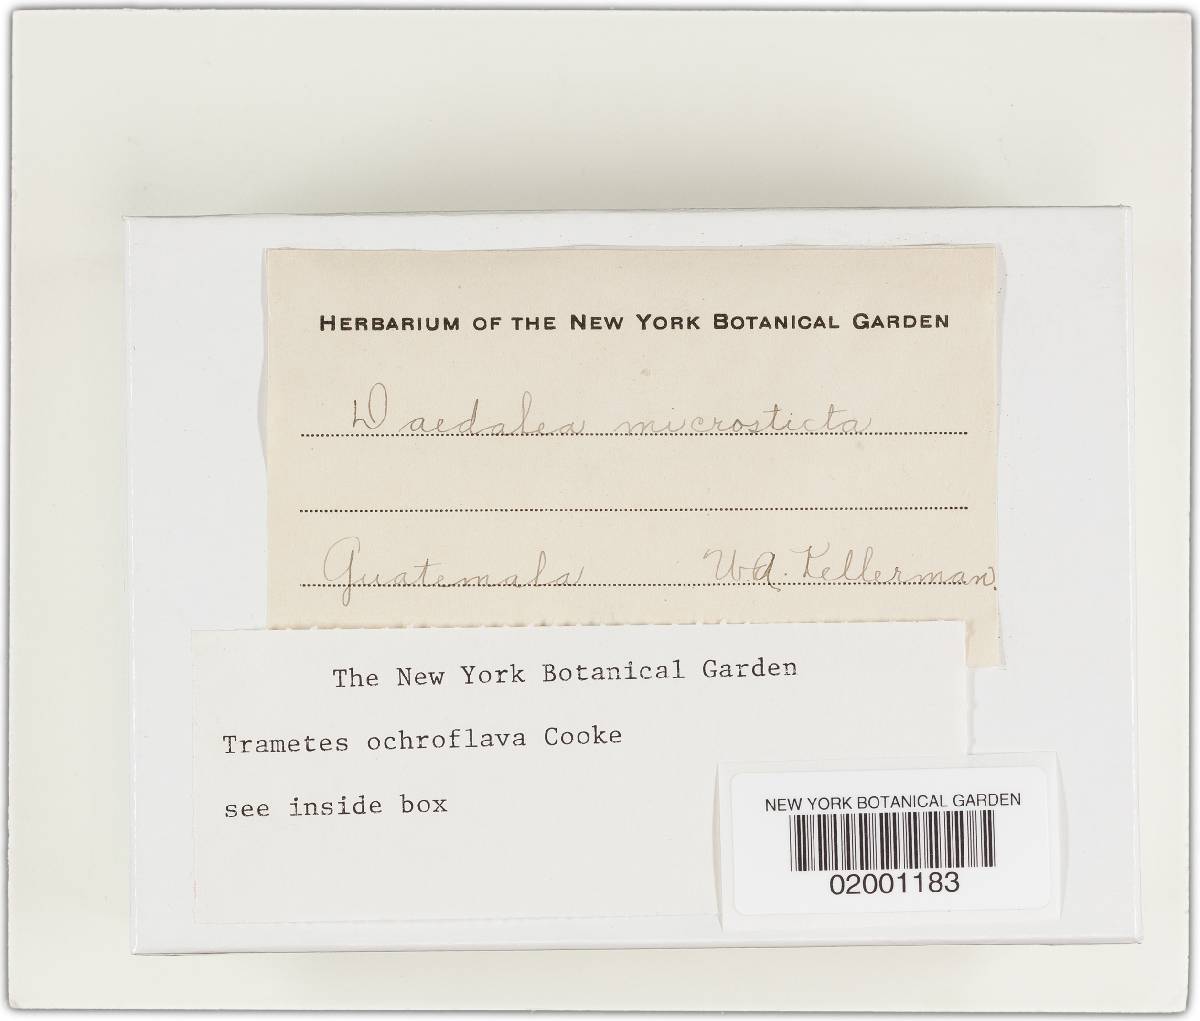 HERBARIUM OF THE NEW YORK BOTANICAL GARDEN
Daedalea microsticta
Guatemala W.A. Kellerman.
The New York Botanical Garden
Trametes ochroflava Cooke
see inside box
NEW YORK BOTANICAL GARDEN
02001183